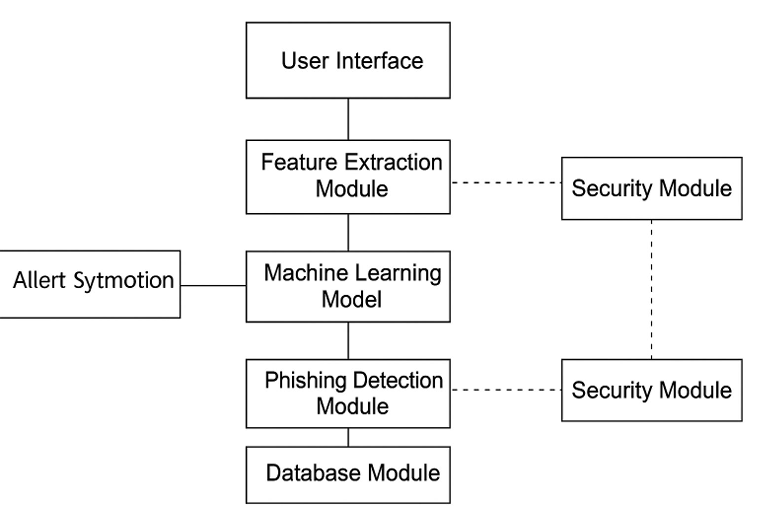 User Interface
Feature Extraction
Module
Security Module
Allert Sytmotion
Machine Learning
Model
Phishing Detection
Module
Security Module
Database Module